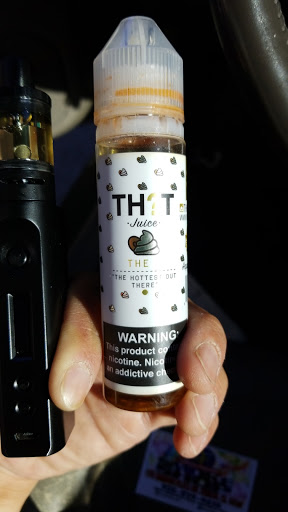 TH?T
·Juice·
THE
"THE HOTTEST OUT
THERE"
WARNING:
This product co
nicotine. Nico
an addictive ch